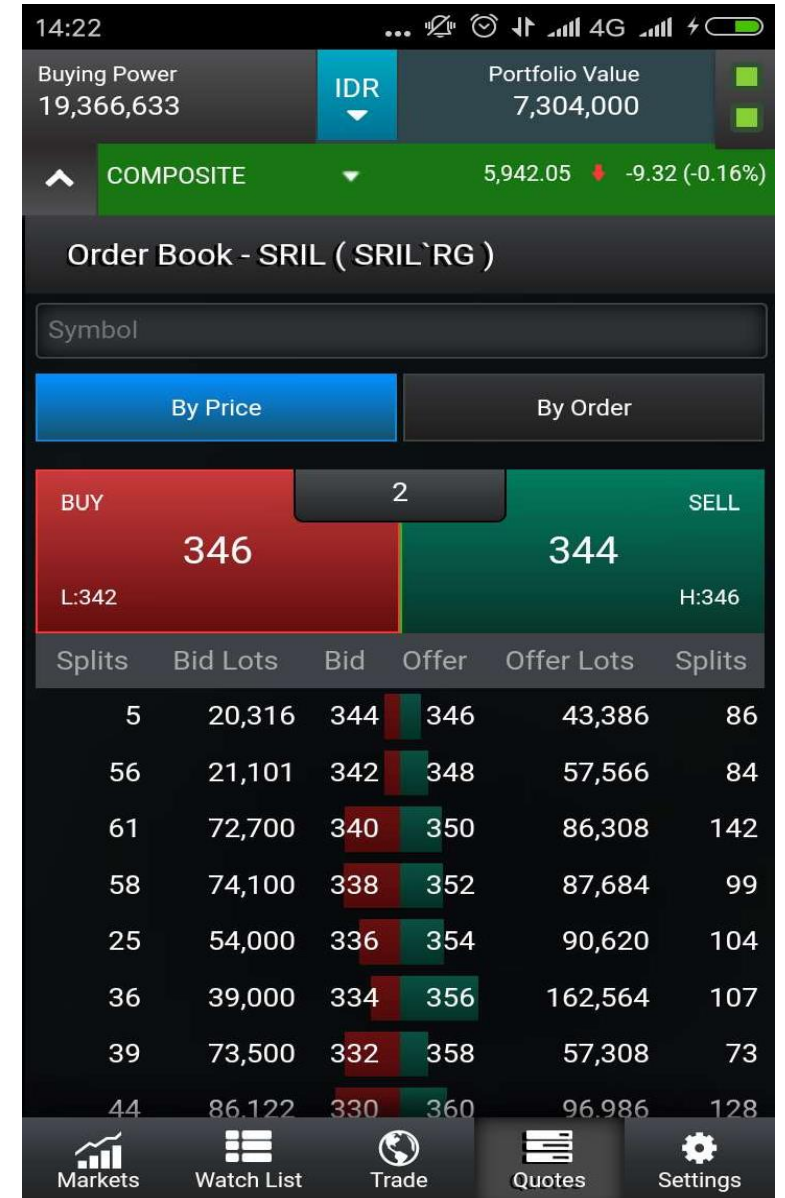 14:22 ... 4G
Buying Power IDR Portfolio Value
19,366,633 7,304,000
COMPOSITE 5,942.05 -9.32 (-0.16%)
Order Book - SRIL ( SRIL`RG )
Symbol
By Price By Order
2
BUY SELL
346 344
L:342 H:346
Splits Bid Lots Bid Offer Offer Lots Splits
5 20,316 344 346 43,386 86
56 21,101 342 348 57,566 84
61 72,700 340 350 86,308 142
58 74,100 338 352 87,684 99
25 54,000 336 354 90,620 104
36 39,000 334 356 162,564 107
39 73,500 332 358 57,308 73
44 86,122 330 360 96,986 128
Markets Watch List Trade Quotes Settings